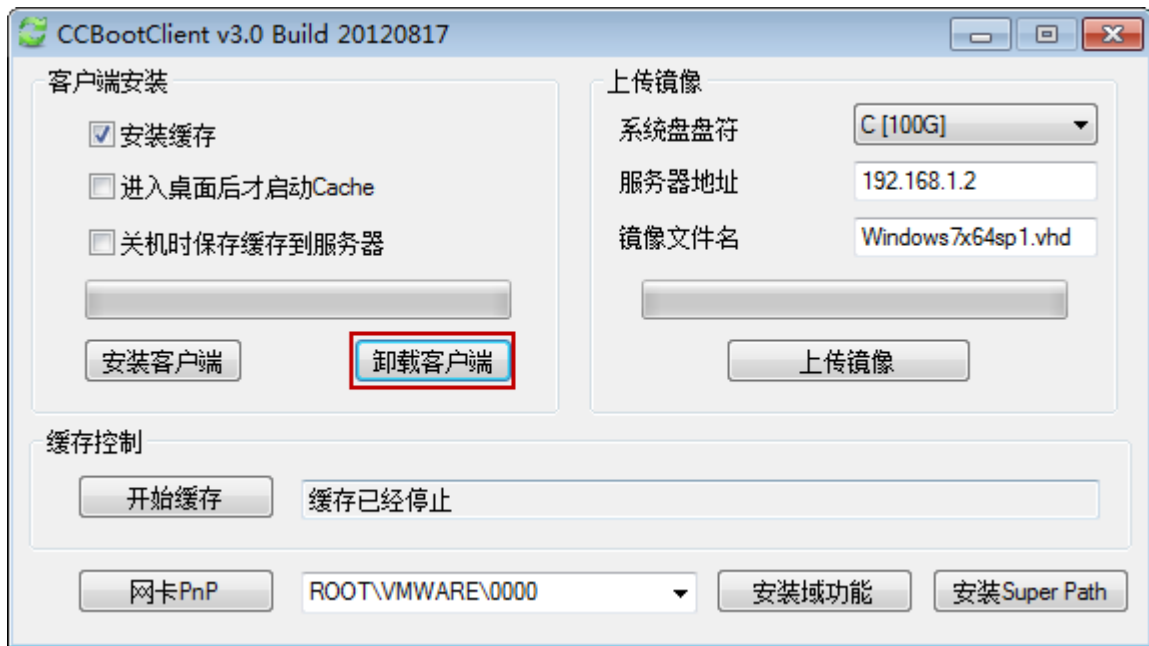 CCBootClient v3.0 Build 20120817
客户端安装
安装缓存
进入桌面后才启动Cache
关机时保存缓存到服务器
安装客户端
卸载客户端
上传镜像
系统盘盘符
C [100G]
服务器地址
192.168.1.2
镜像文件名
Windows7x64sp1.vhd
上传镜像
缓存控制
开始缓存
缓存已经停止
网卡PnP
ROOT\VMWARE\0000
安装域功能
安装Super Path